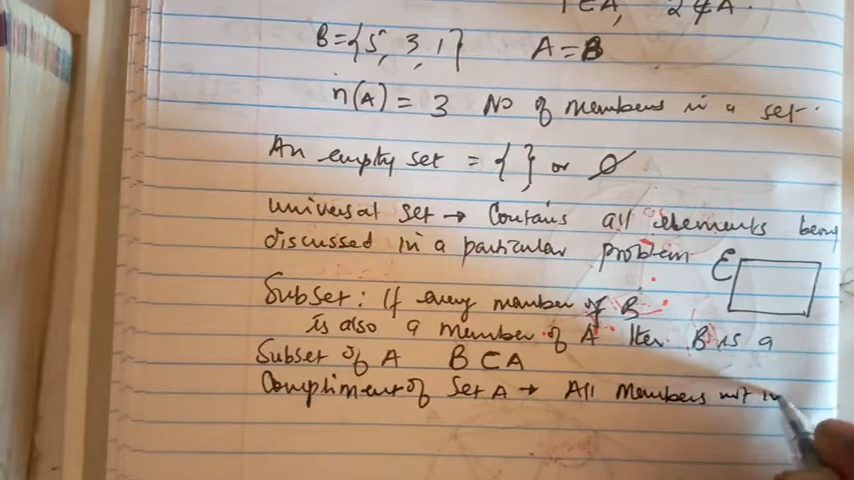 1 ∈ A, 2 ∉ A.
B={5, 3, 1} A = B
n(A) = 3 No of members in a set.
An empty set = { } or Ø
Universal set → Contains all elements being
discussed in a particular problem ℰ
Subset: If every member of B
is also a member of A then B is a
Subset of A B ⊂ A
Compliment of Set A → All Members not in